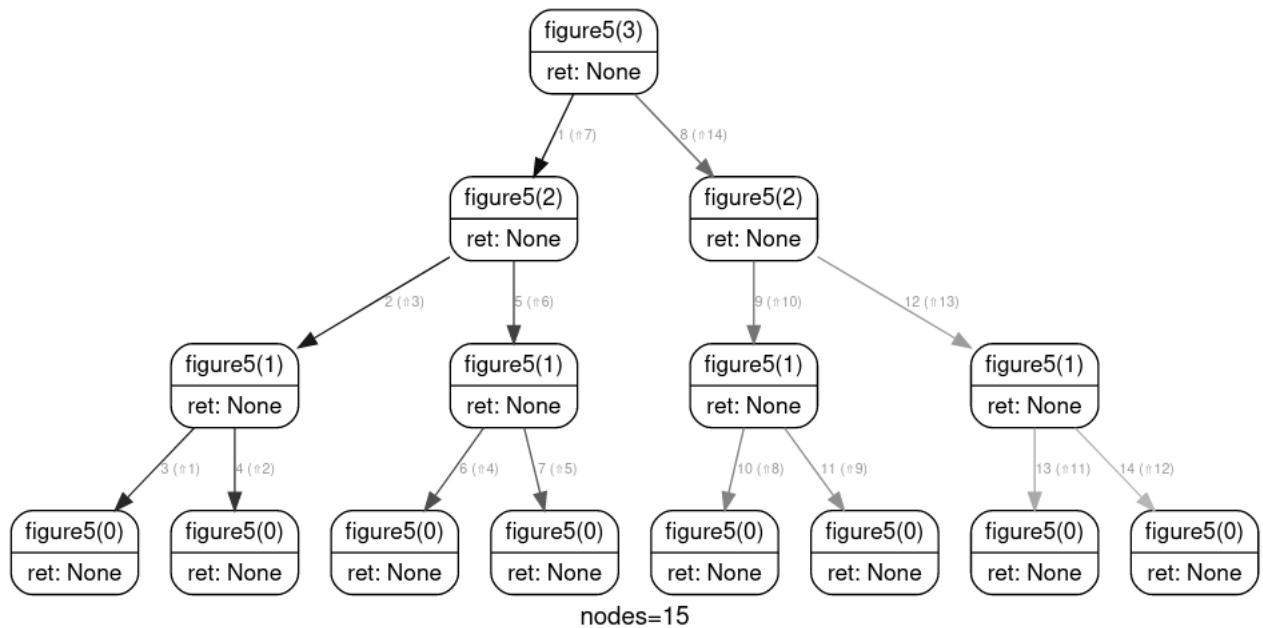 figure5(3)
ret: None
1 (⇑7)
8 (⇑14)
figure5(2)
figure5(2)
ret: None
ret: None
2 (⇑3)
5 (⇑6)
9 (⇑10)
12 (⇑13)
figure5(1)
figure5(1)
figure5(1)
figure5(1)
ret: None
ret: None
ret: None
ret: None
3 (⇑1)
4 (⇑2)
6 (⇑4)
7 (⇑5)
10 (⇑8)
11 (⇑9)
13 (⇑11)
14 (⇑12)
figure5(0)
figure5(0)
figure5(0)
figure5(0)
figure5(0)
figure5(0)
figure5(0)
figure5(0)
ret: None
ret: None
ret: None
ret: None
ret: None
ret: None
ret: None
ret: None
nodes=15